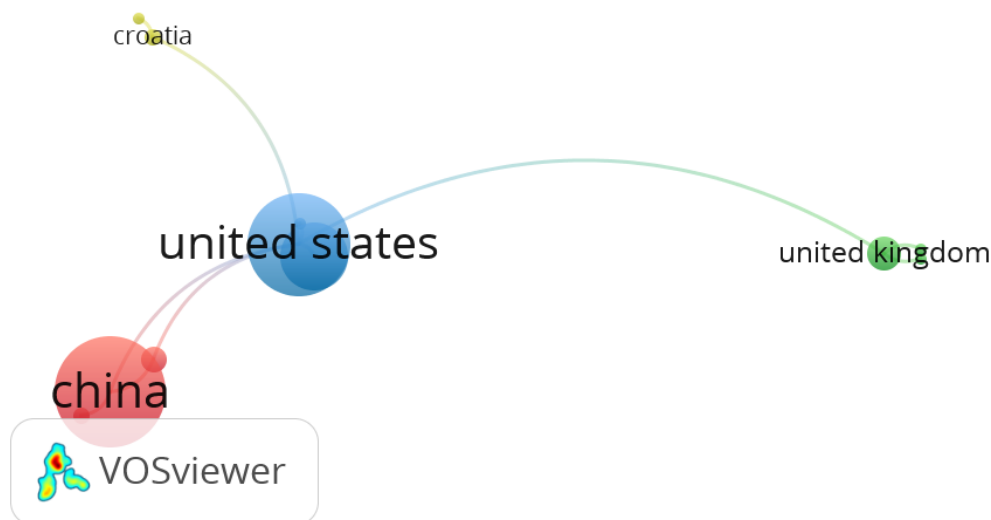 croatia
united states
united kingdom
china
VOSviewer